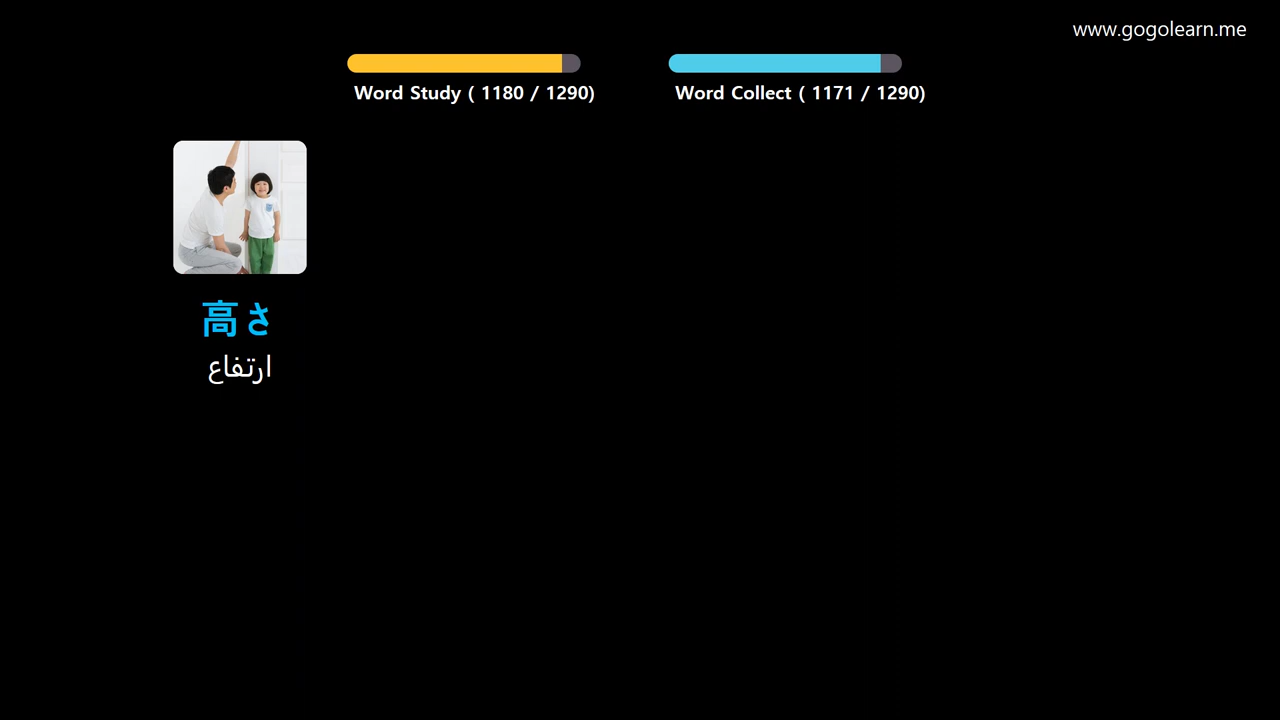 www.gogolearn.me
Word Study ( 1180 / 1290)
Word Collect ( 1171 / 1290)
高さ
ارتفاع